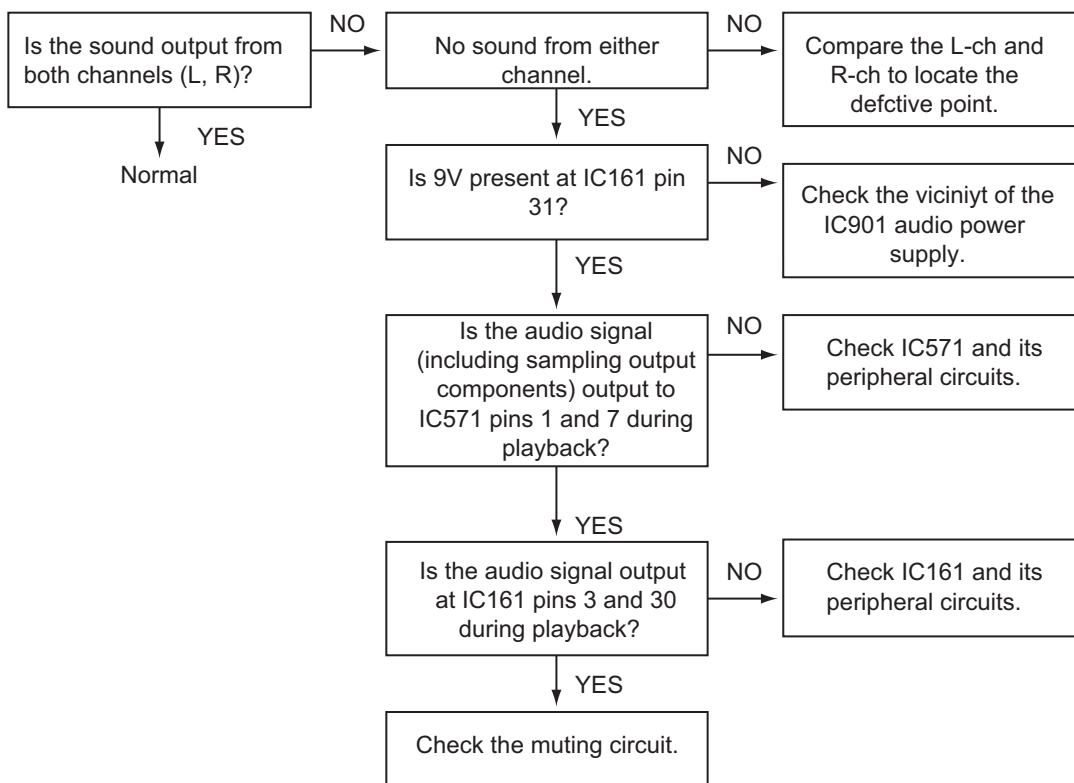 Is the sound output from
both channels (L, R)?
NO
No sound from either
channel.
NO
Compare the L-ch and
R-ch to locate the
defctive point.
YES
Normal
YES
Is 9V present at IC161 pin
31?
NO
Check the viciniyt of the
IC901 audio power
supply.
YES
Is the audio signal
(including sampling output
components) output to
IC571 pins 1 and 7 during
playback?
NO
Check IC571 and its
peripheral circuits.
YES
Is the audio signal output
at IC161 pins 3 and 30
during playback?
NO
Check IC161 and its
peripheral circuits.
YES
Check the muting circuit.